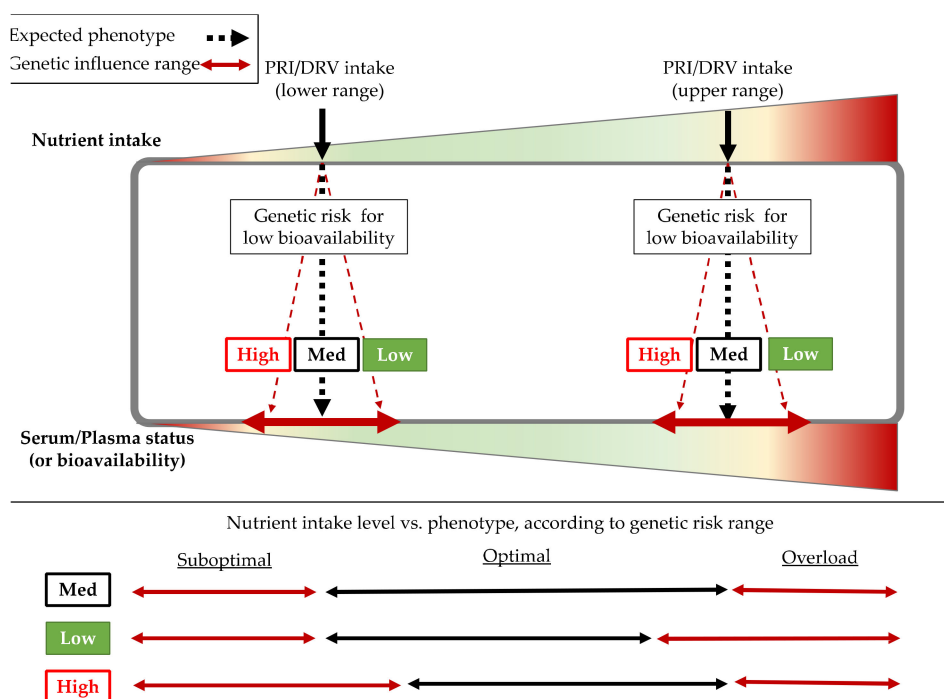 Expected phenotype
Genetic influence range
PRI/DRV intake
(lower range)
PRI/DRV intake
(upper range)
Nutrient intake
Genetic risk for
low bioavailability
Genetic risk for
low bioavailability
High
Med
Low
High
Med
Low
Serum/Plasma status
(or bioavailability)
Nutrient intake level vs. phenotype, according to genetic risk range
Suboptimal
Optimal
Overload
Med
Low
High